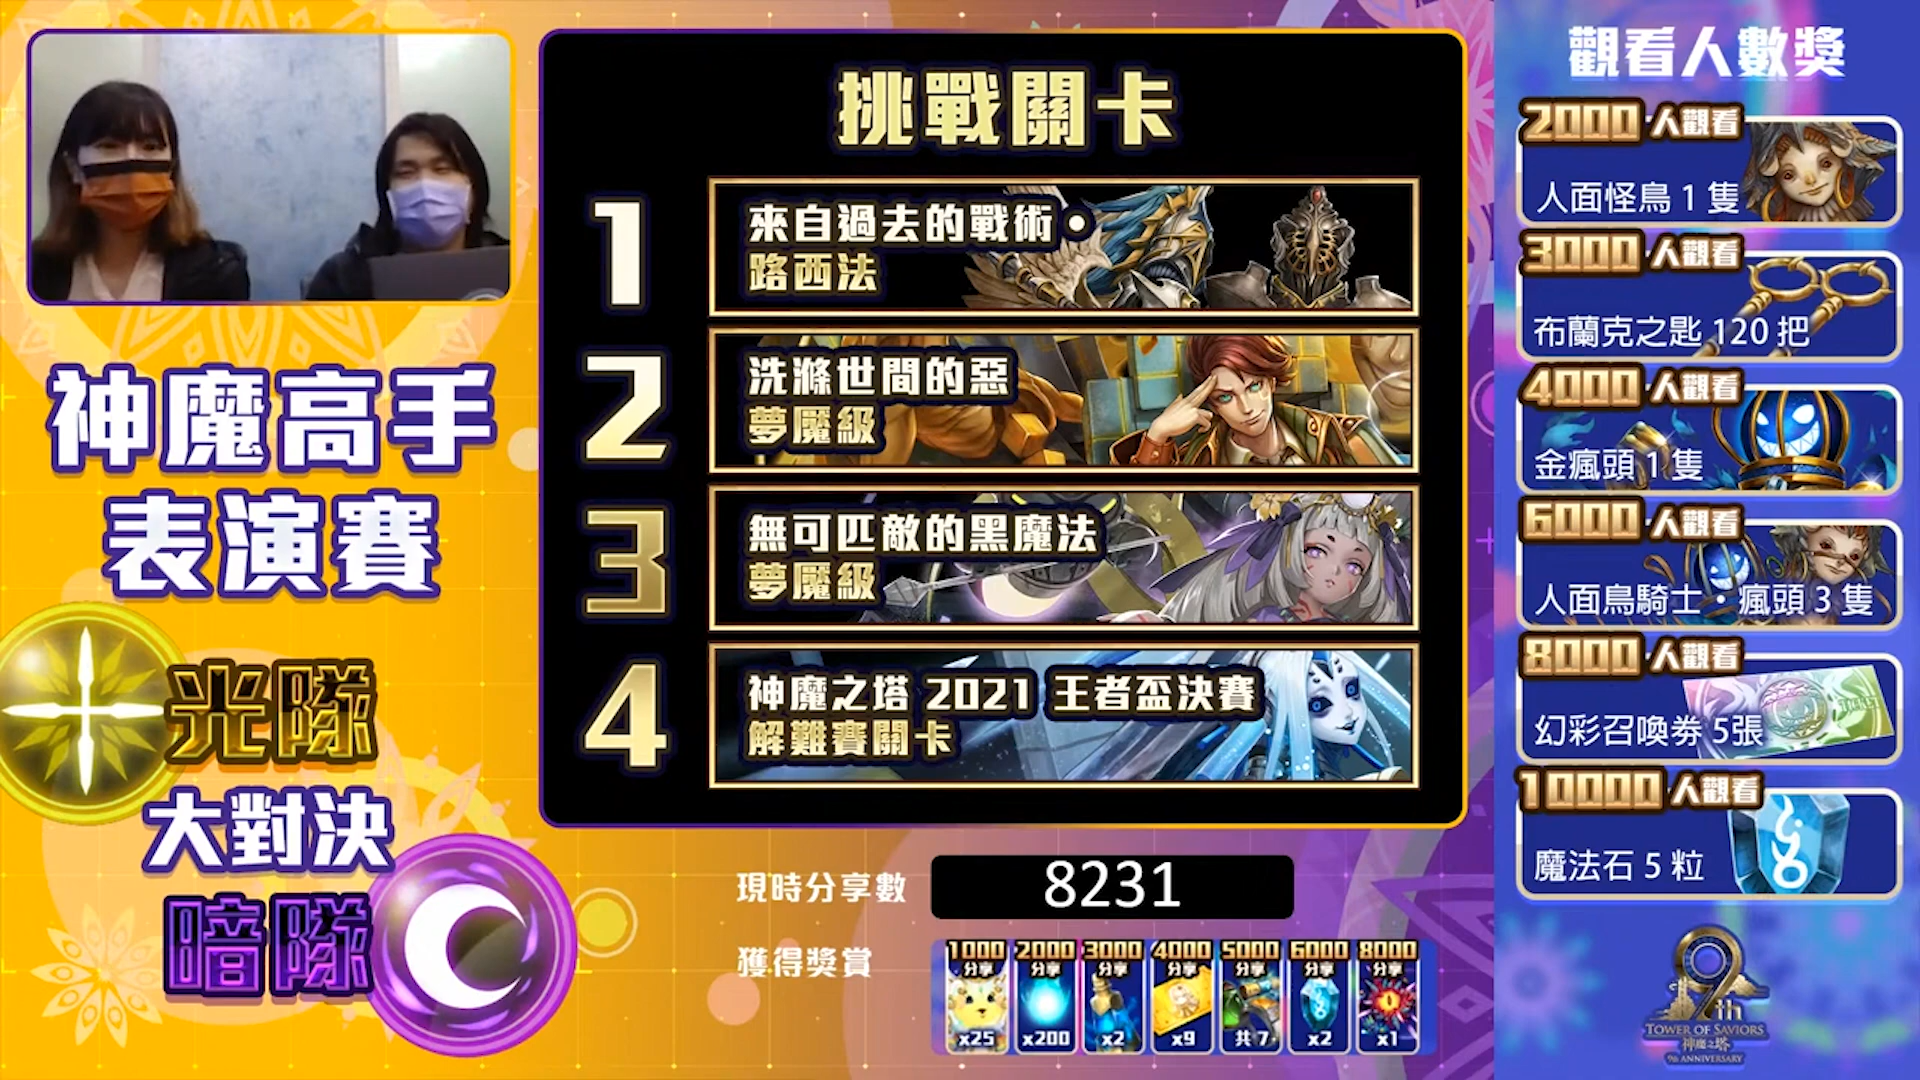 神魔高手
表演賽
光隊
大對決
暗隊
挑戰關卡
1
來自過去的戰術・
路西法
2
洗滌世間的惡
夢魘級
3
無可匹敵的黑魔法
夢魘級
4
神魔之塔 2021 王者盃決賽
解難賽關卡
現時分享數
8231
獲得獎賞
1000 分享 x25
2000 分享 x200
3000 分享 x2
4000 分享 x9
5000 分享 共 7
6000 分享 x2
8000 分享 x1
觀看人數獎
2000 人觀看
人面怪鳥 1 隻
3000 人觀看
布蘭克之匙 120 把
4000 人觀看
金瘋頭 1 隻
6000 人觀看
人面鳥騎士・瘋頭 3 隻
8000 人觀看
幻彩召喚券 5張
TICKET
10000 人觀看
魔法石 5 粒
9th
TOWER OF SAVIORS
神魔之塔
9th ANNIVERSARY